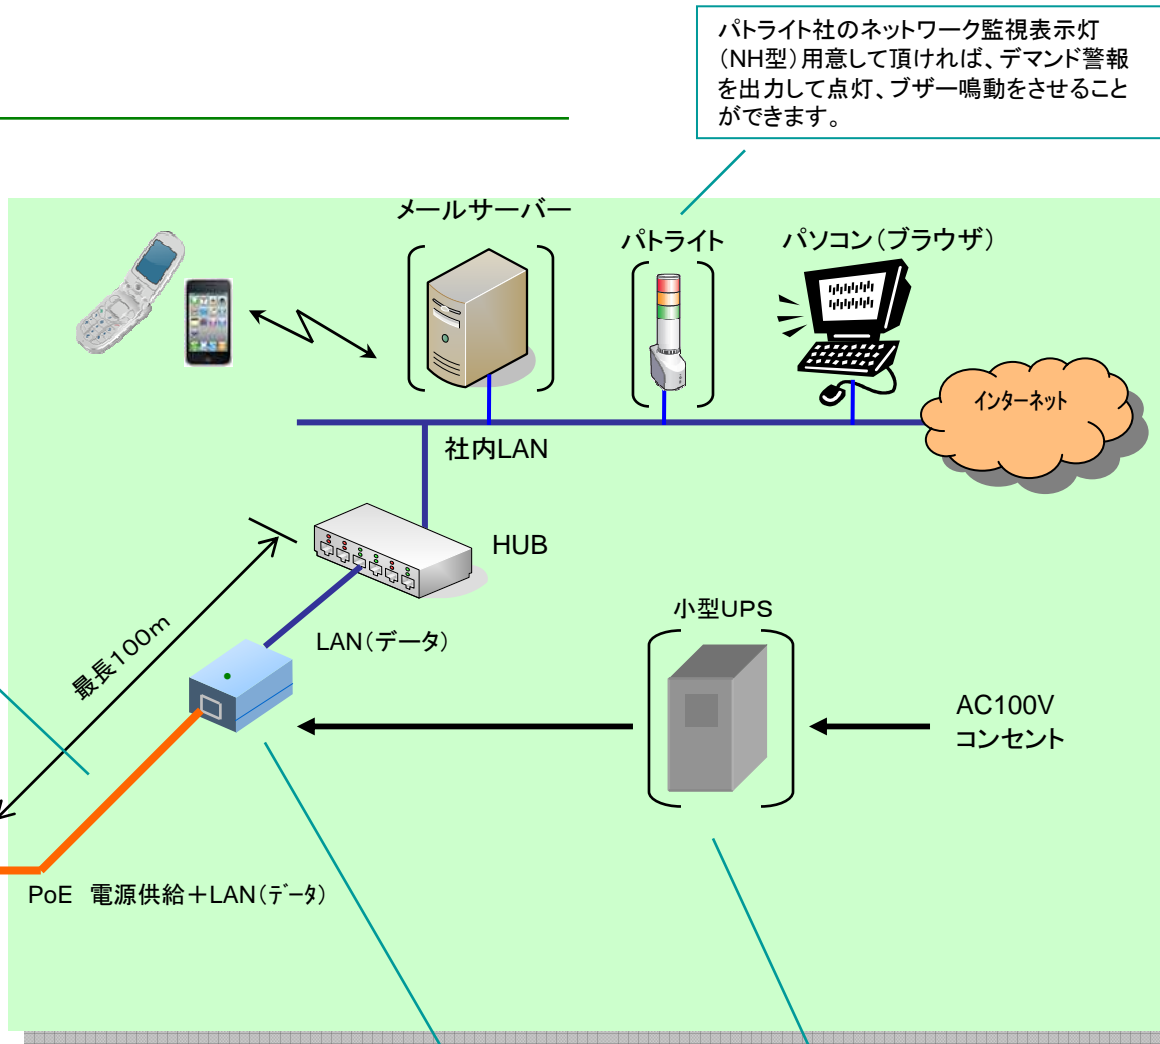 パトライト社のネットワーク監視表示灯
(NH型)用意して頂ければ、デマンド警報
を出力して点灯、ブザー鳴動をさせること
ができます。
メールサーバー
パトライト
パソコン(ブラウザ)
インターネット
社内LAN
HUB
最長100m
LAN(データ)
小型UPS
AC100V
コンセント
PoE 電源供給+LAN(データ)